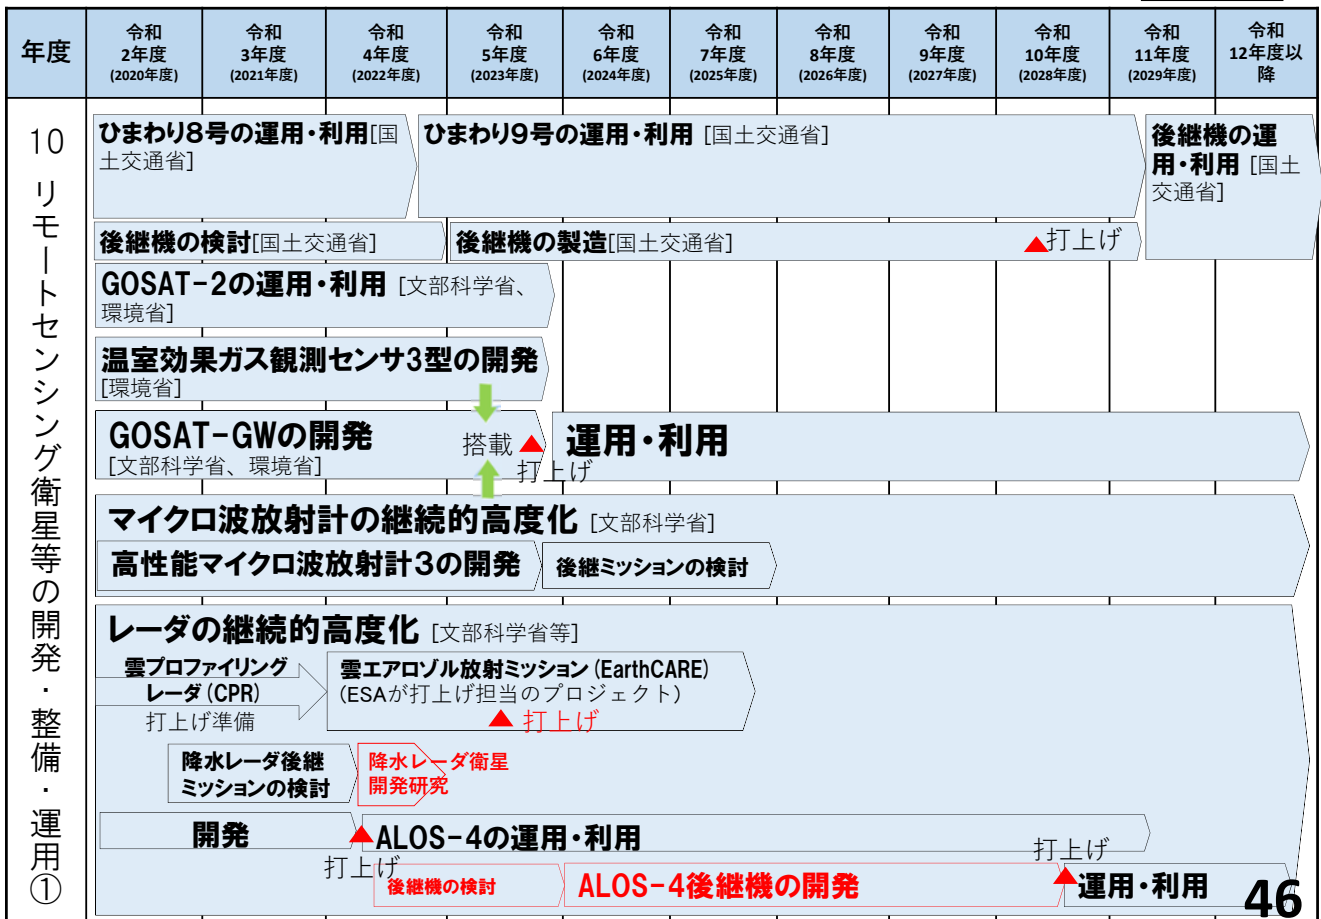 年度
令和
2年度
(2020年度)
令和
3年度
(2021年度)
令和
4年度
(2022年度)
令和
5年度
(2023年度)
令和
6年度
(2024年度)
令和
7年度
(2025年度)
令和
8年度
(2026年度)
令和
9年度
(2027年度)
令和
10年度
(2028年度)
令和
11年度
(2029年度)
令和
12年度以
降
10 リモートセンシング衛星等の開発・整備・運用①
ひまわり8号の運用・利用[国
土交通省]
ひまわり9号の運用・利用 [国土交通省]
後継機の運
用・利用 [国土
交通省]
後継機の検討[国土交通省]
後継機の製造[国土交通省]
▲打上げ
GOSAT-2の運用・利用 [文部科学省、
環境省]
温室効果ガス観測センサ3型の開発
[環境省]
GOSAT-GWの開発
[文部科学省、環境省]
搭載▲
打上げ
運用・利用
マイクロ波放射計の継続的高度化 [文部科学省]
高性能マイクロ波放射計3の開発
後継ミッションの検討
レーダの継続的高度化 [文部科学省等]
雲プロファイリング
レーダ(CPR)
打上げ準備
雲エアロゾル放射ミッション(EarthCARE)
(ESAが打上げ担当のプロジェクト)
▲ 打上げ
降水レーダ後継
ミッションの検討
降水レーダ衛星
開発研究
開発
▲ALOS-4の運用・利用
打上げ
後継機の検討
ALOS-4後継機の開発
打上げ
▲運用・利用
46